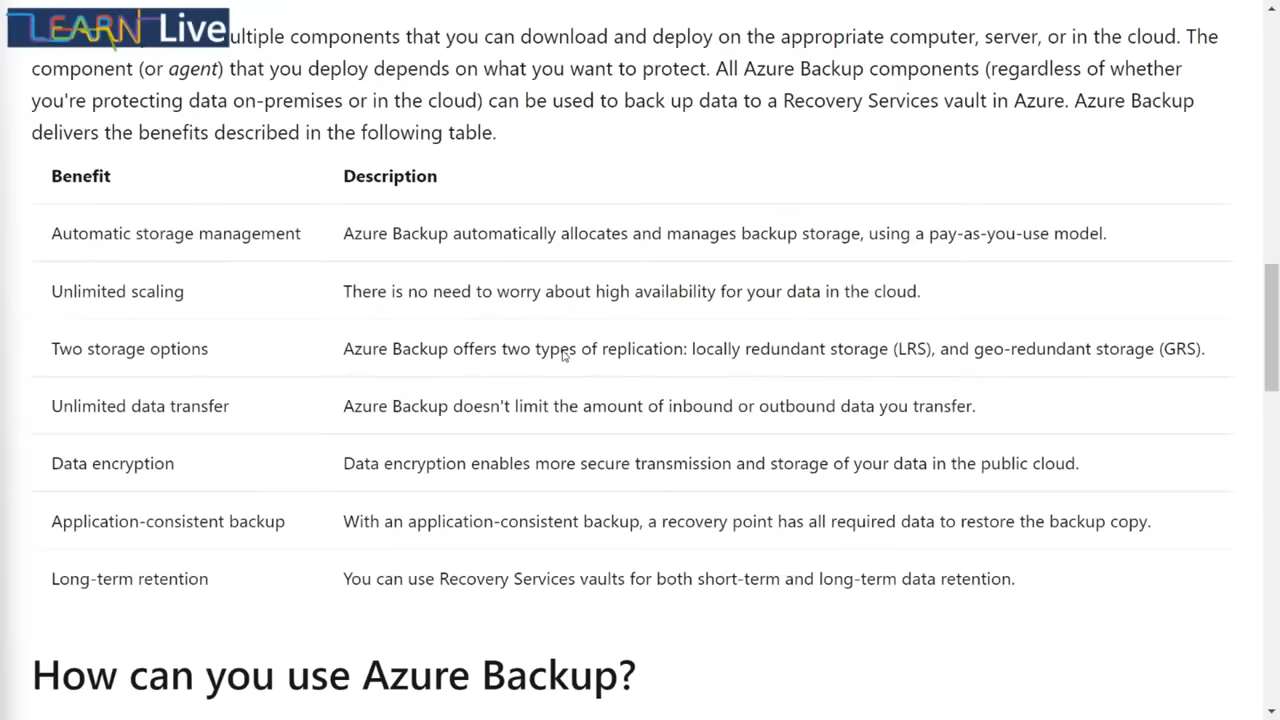 LEARN Live
ultiple components that you can download and deploy on the appropriate computer, server, or in the cloud. The
component (or agent) that you deploy depends on what you want to protect. All Azure Backup components (regardless of whether
you're protecting data on-premises or in the cloud) can be used to back up data to a Recovery Services vault in Azure. Azure Backup
delivers the benefits described in the following table.
Benefit Description
Automatic storage management Azure Backup automatically allocates and manages backup storage, using a pay-as-you-use model.
Unlimited scaling There is no need to worry about high availability for your data in the cloud.
Two storage options Azure Backup offers two types of replication: locally redundant storage (LRS), and geo-redundant storage (GRS).
Unlimited data transfer Azure Backup doesn't limit the amount of inbound or outbound data you transfer.
Data encryption Data encryption enables more secure transmission and storage of your data in the public cloud.
Application-consistent backup With an application-consistent backup, a recovery point has all required data to restore the backup copy.
Long-term retention You can use Recovery Services vaults for both short-term and long-term data retention.
How can you use Azure Backup?